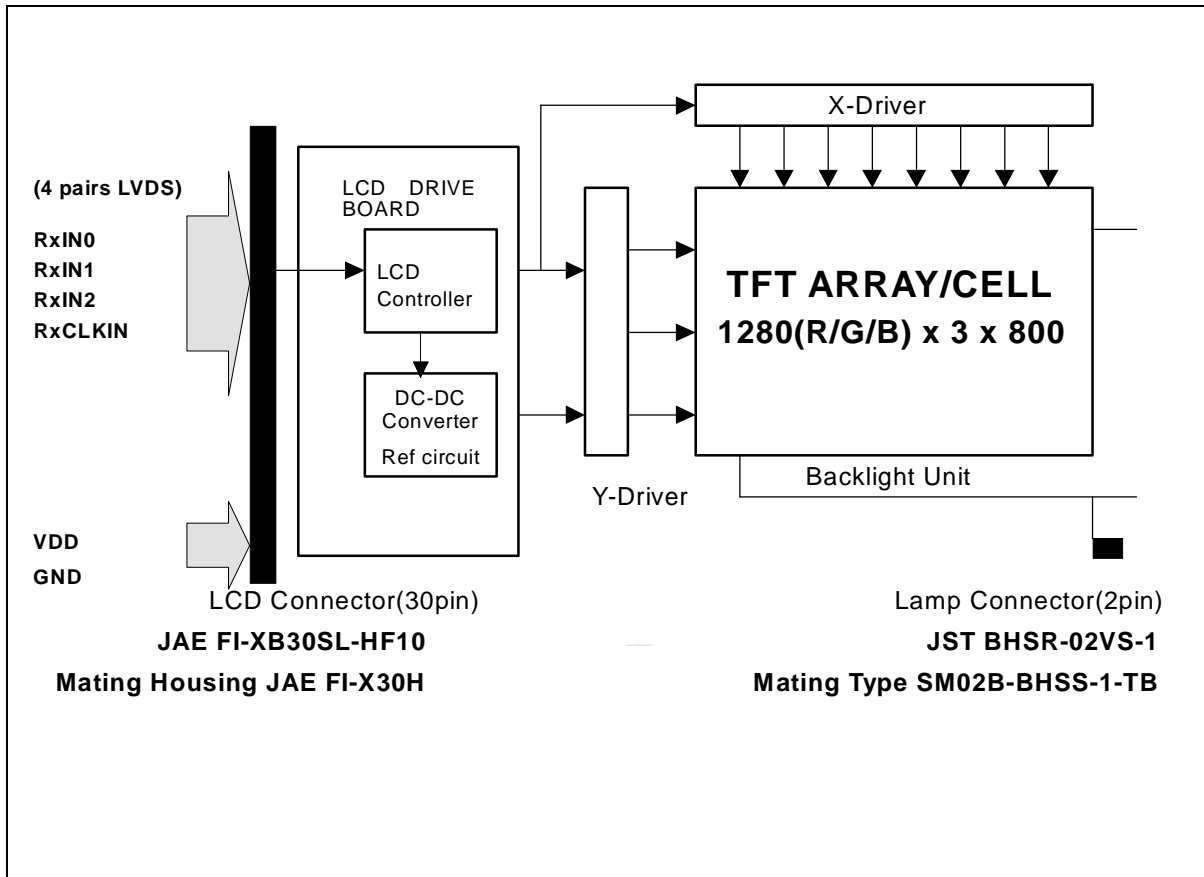 X-Driver
(4 pairs LVDS)
RxIN0
RxIN1
RxIN2
RxCLKIN
LCD DRIVE
BOARD
LCD
Controller
DC-DC
Converter
Ref circuit
TFT ARRAY/CELL
1280(R/G/B) x 3 x 800
Backlight Unit
Y-Driver
VDD
GND
LCD Connector(30pin)
JAE FI-XB30SL-HF10
Mating Housing JAE FI-X30H
Lamp Connector(2pin)
JST BHSR-02VS-1
Mating Type SM02B-BHSS-1-TB